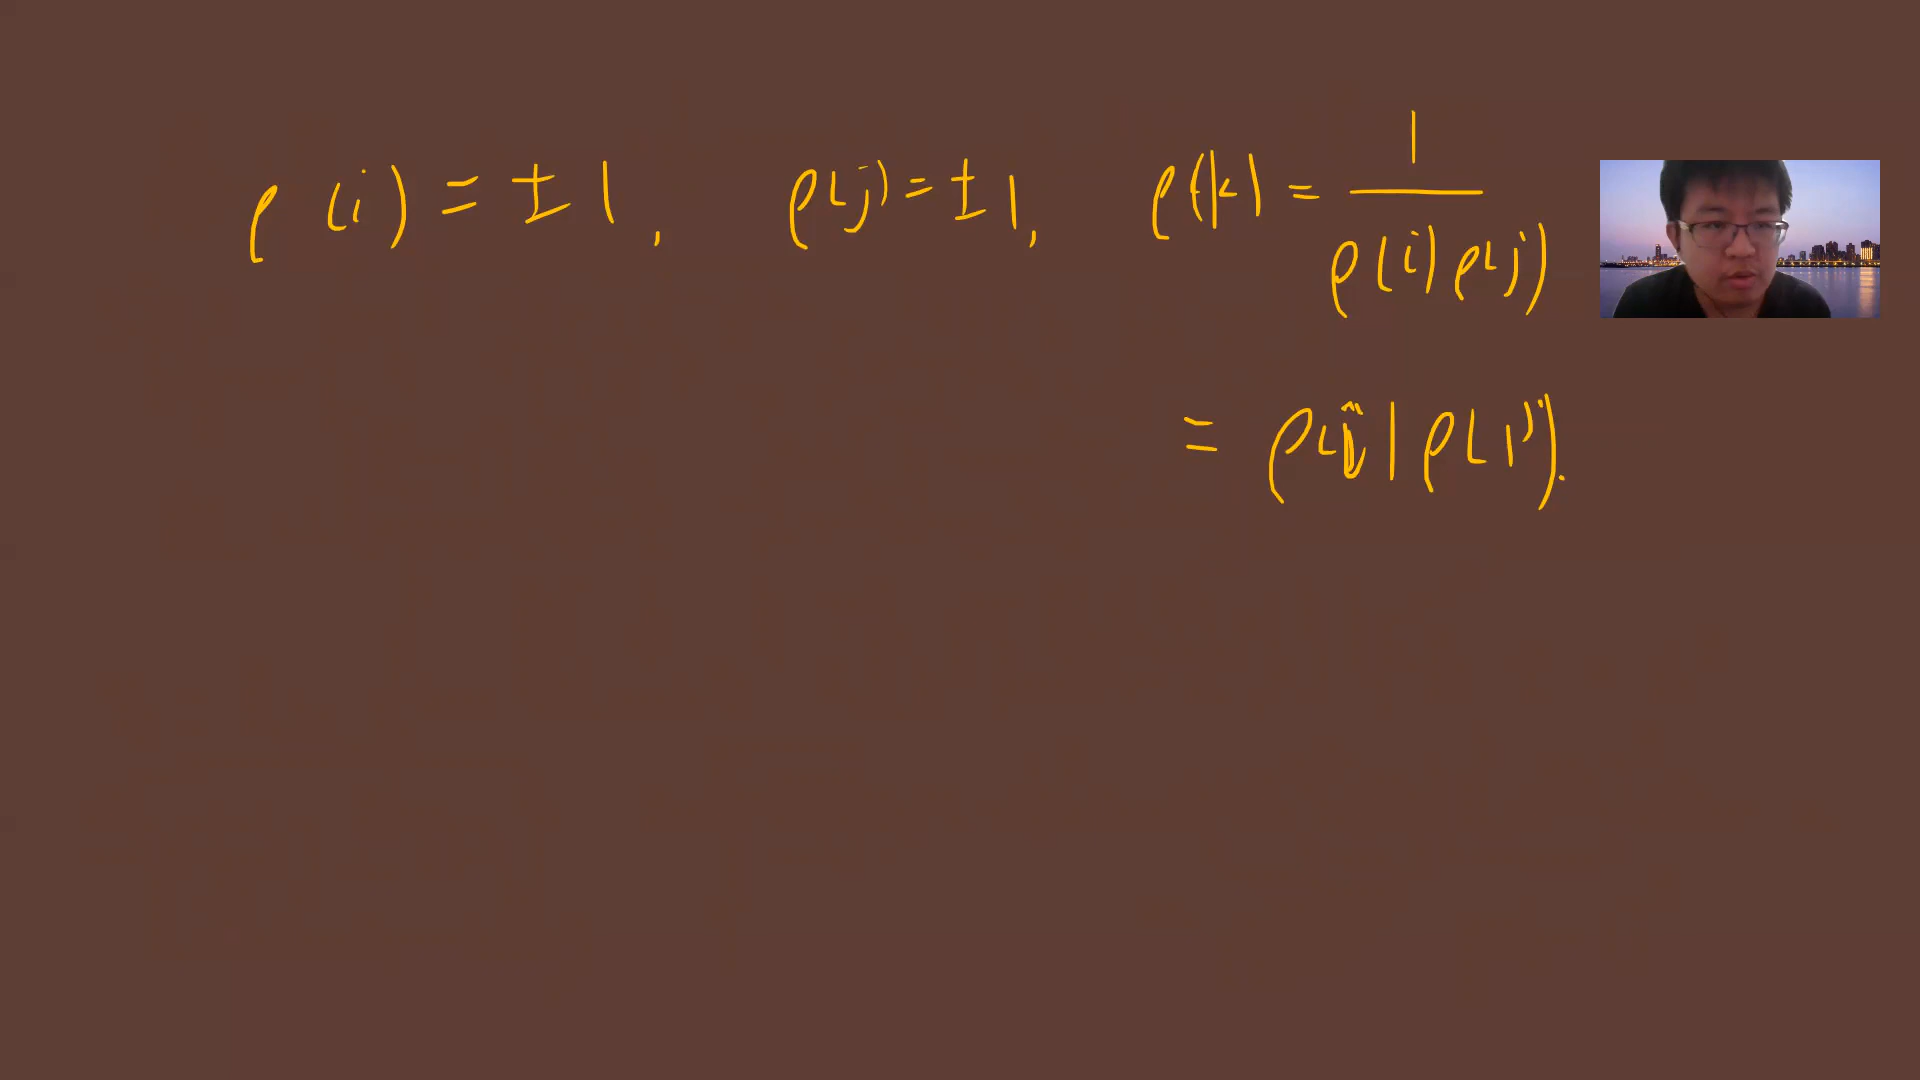 ρ(i) = ±1, ρ(j) = ±1, ρ(k) = 1 / ρ(i)ρ(j)
= ρ(i)ρ(j).